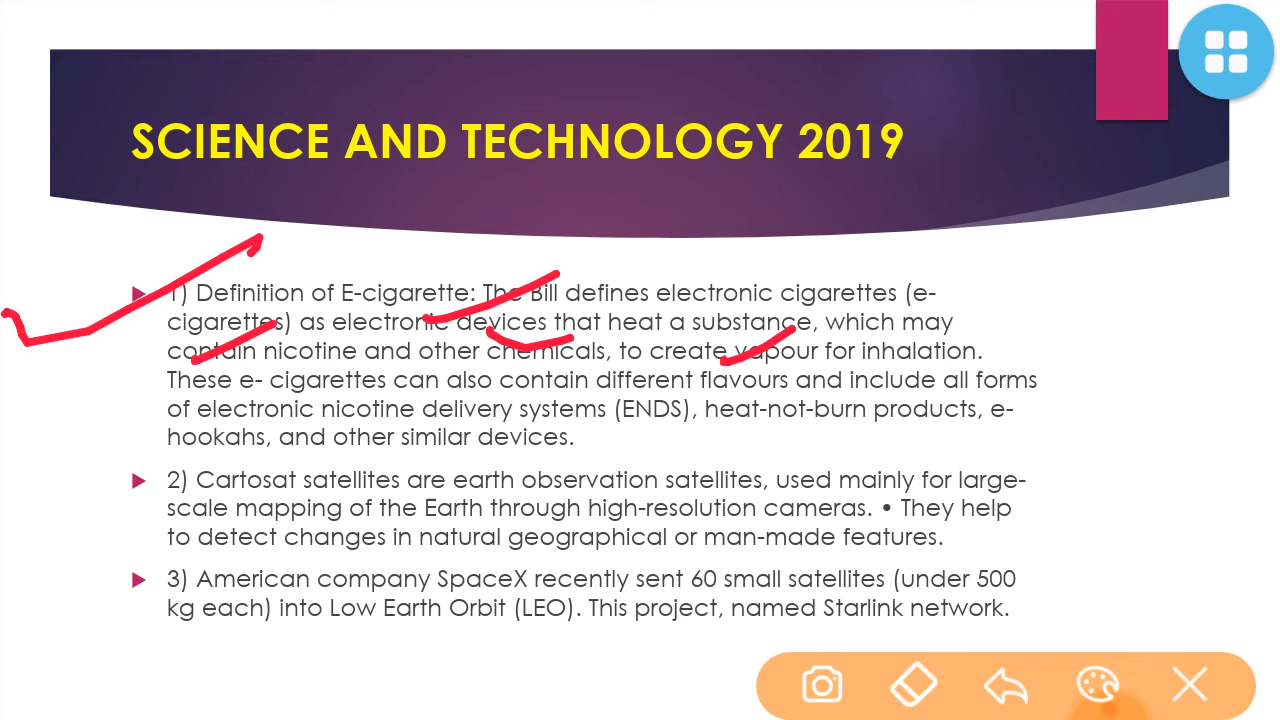 SCIENCE AND TECHNOLOGY 2019
1) Definition of E-cigarette: The Bill defines electronic cigarettes (e-
cigarettes) as electronic devices that heat a substance, which may
contain nicotine and other chemicals, to create vapour for inhalation.
These e- cigarettes can also contain different flavours and include all forms
of electronic nicotine delivery systems (ENDS), heat-not-burn products, e-
hookahs, and other similar devices.
2) Cartosat satellites are earth observation satellites, used mainly for large-
scale mapping of the Earth through high-resolution cameras. • They help
to detect changes in natural geographical or man-made features.
3) American company SpaceX recently sent 60 small satellites (under 500
kg each) into Low Earth Orbit (LEO). This project, named Starlink network.